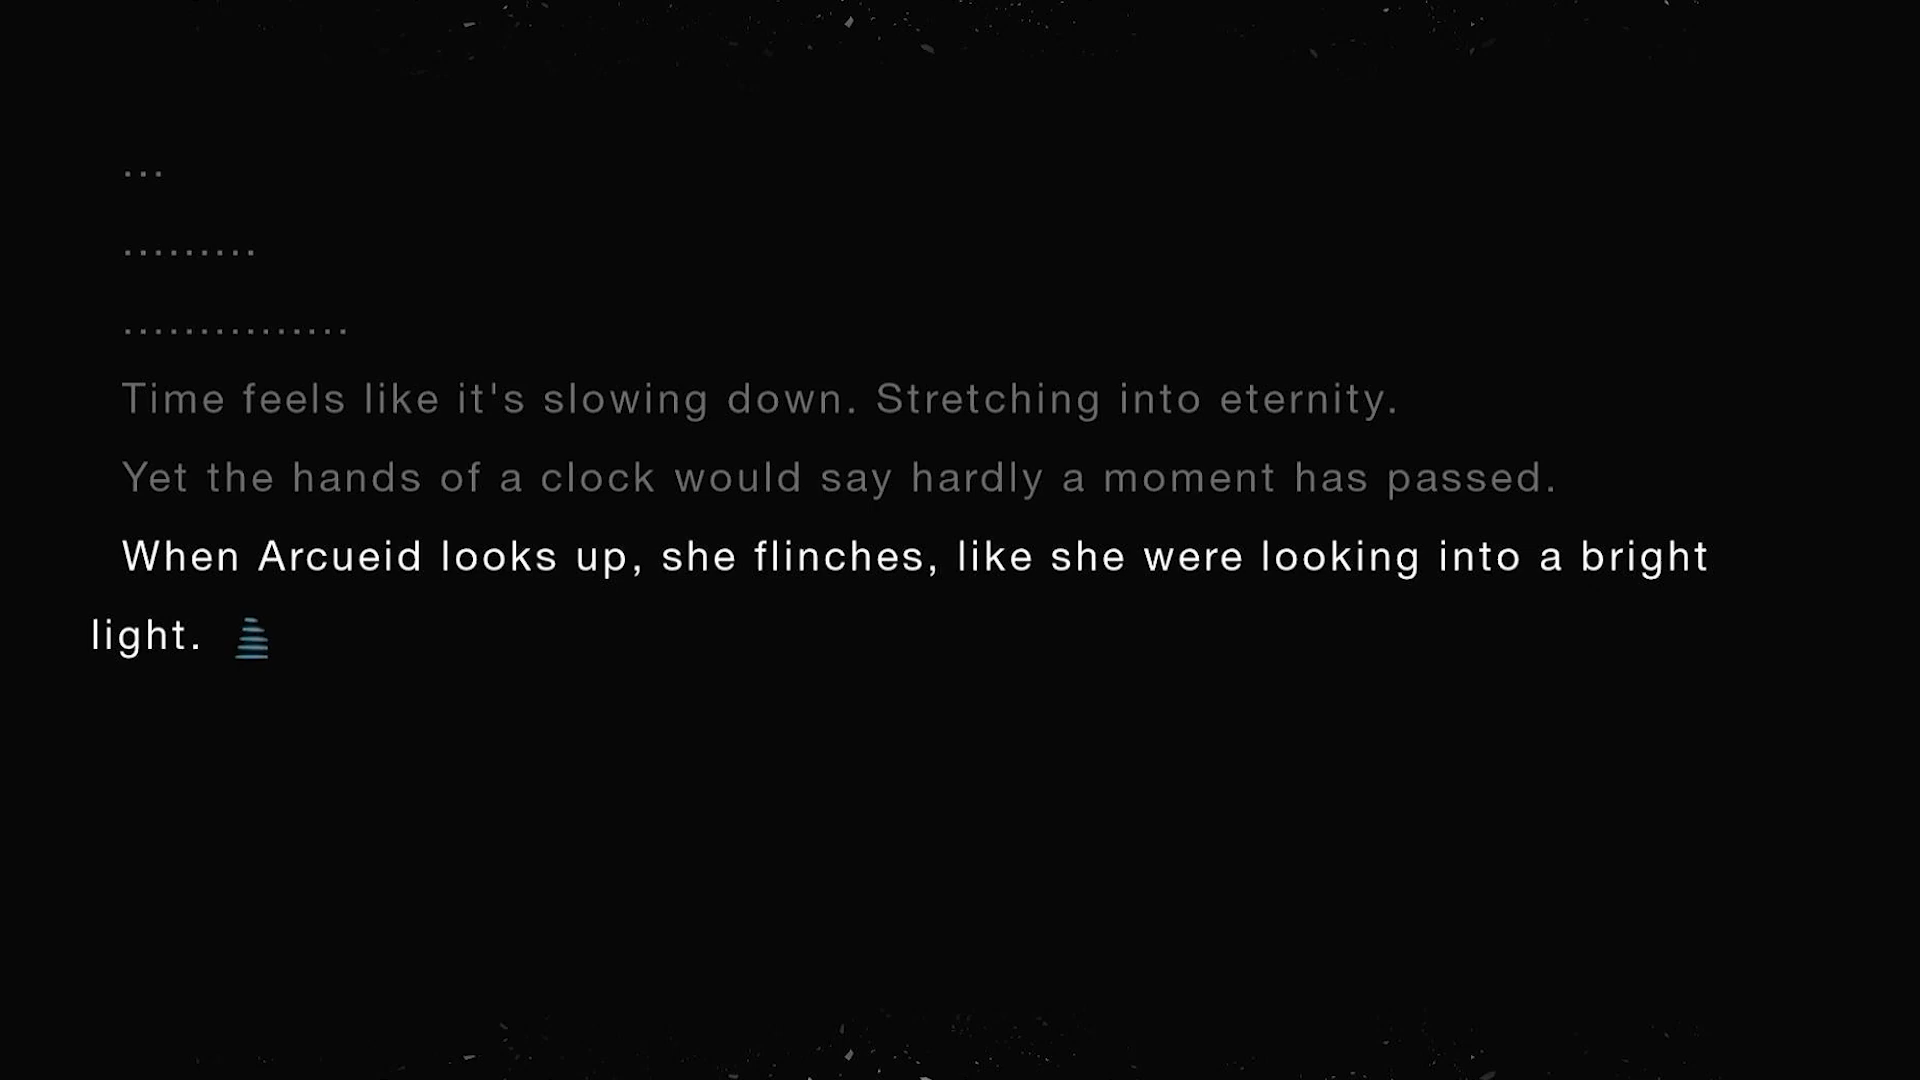 ...
.........
...............
Time feels like it's slowing down. Stretching into eternity.
Yet the hands of a clock would say hardly a moment has passed.
When Arcueid looks up, she flinches, like she were looking into a bright
light.